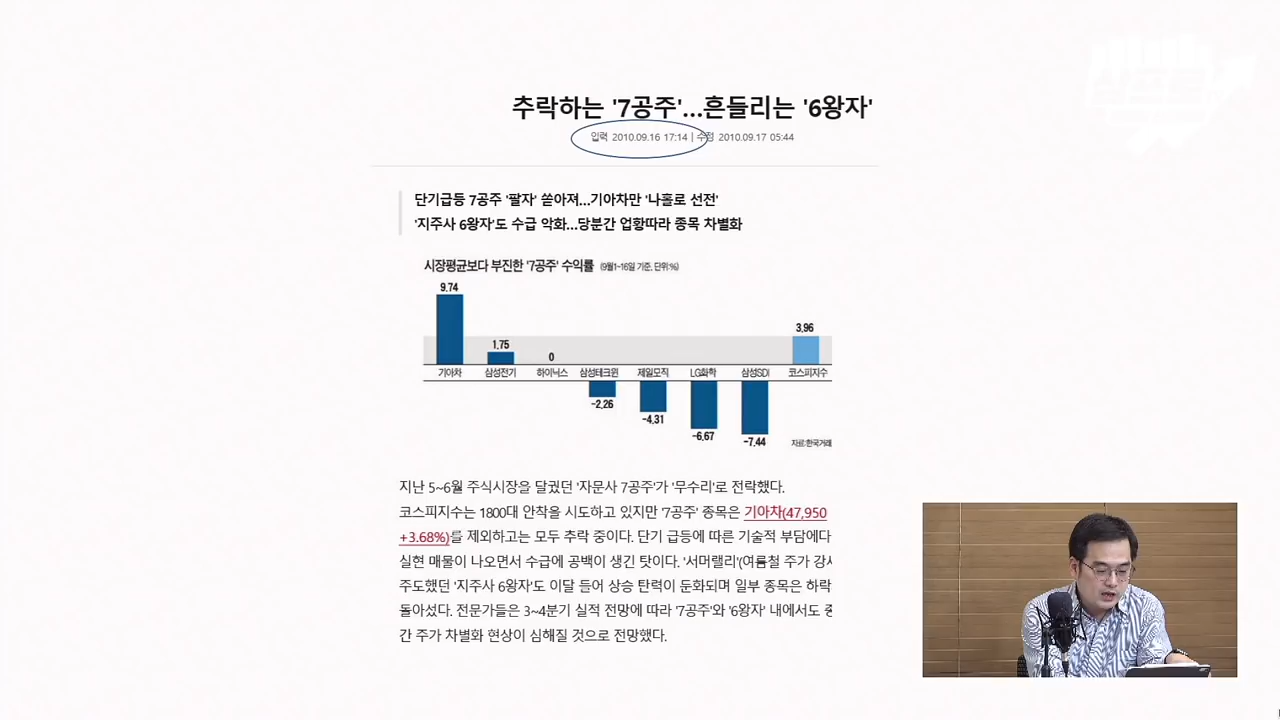 추락하는 '7공주'...흔들리는 '6왕자'
입력 2010.09.16 17:14 | 수정 2010.09.17 05:44
단기급등 7공주 '팔자' 쏟아져...기아차만 '나홀로 선전'
'지주사 6왕자'도 수급 악화...당분간 업황따라 종목 차별화
시장평균보다 부진한 '7공주' 수익률 (9월1~16일 기준, 단위:%)
9.74
1.75
0
3.96
기아차 삼성전기 하이닉스 삼성테크윈 제일모직 LG화학 삼성SDI 코스피지수
-2.26
-4.31
-6.67
-7.44
자료:한국거래
지난 5~6월 주식시장을 달궜던 '자문사 7공주'가 '무수리'로 전락했다.
코스피지수는 1800대 안착을 시도하고 있지만 '7공주' 종목은 기아차(47,950
+3.68%)를 제외하고는 모두 추락 중이다. 단기 급등에 따른 기술적 부담에다
실현 매물이 나오면서 수급에 공백이 생긴 탓이다. '서머랠리'(여름철 주가 강세
주도했던 '지주사 6왕자'도 이달 들어 상승 탄력이 둔화되며 일부 종목은 하락
돌아섰다. 전문가들은 3~4분기 실적 전망에 따라 '7공주'와 '6왕자' 내에서도 종
간 주가 차별화 현상이 심해질 것으로 전망했다.